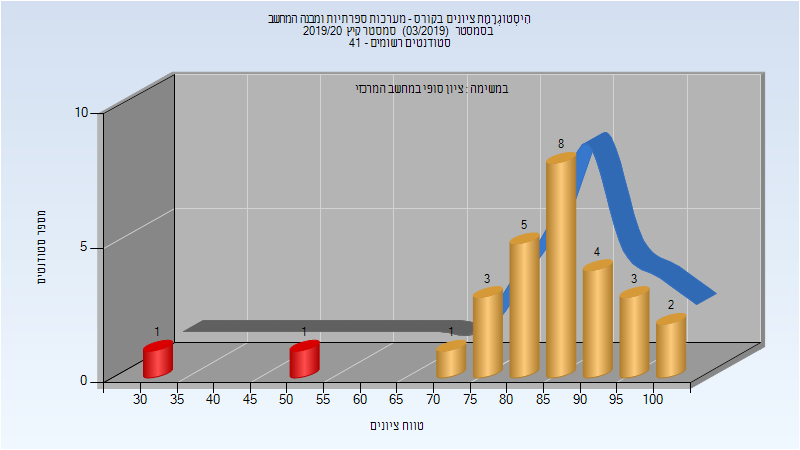 היסטוגרמת ציונים בקורס - מערכות ספרתיות ומבנה המחשב
בסמסטר (03/2019) סמסטר קיץ 2019/20
סטודנטים רשומים - 41
במשימה : ציון סופי במחשב המרכזי
מספר סטודנטים
10
5
0
1
1
1
3
5
8
4
3
2
30 35 40 45 50 55 60 65 70 75 80 85 90 95 100
טווח ציונים